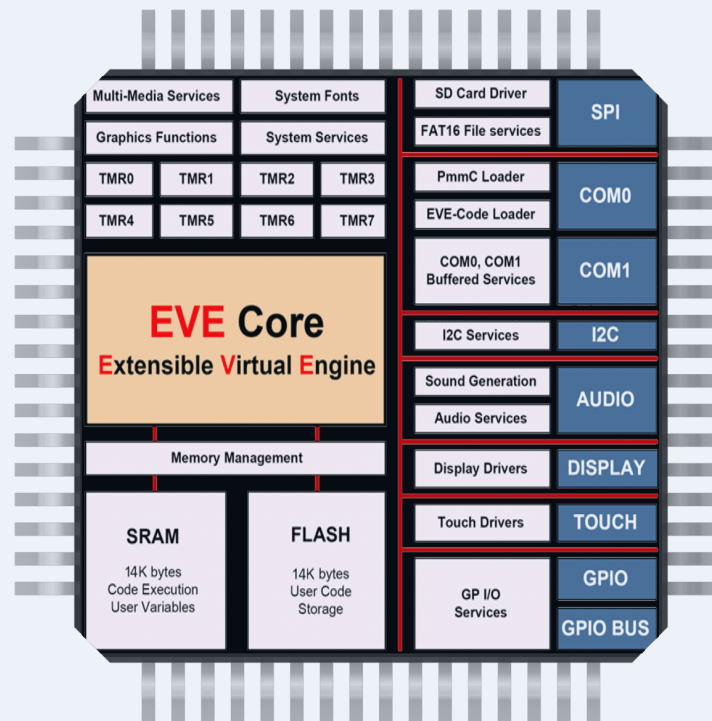 Multi-Media Services
System Fonts
Graphics Functions
System Services
TMR0
TMR1
TMR2
TMR3
TMR4
TMR5
TMR6
TMR7
EVE Core
Extensible Virtual Engine
Memory Management
SRAM
14K bytes
Code Execution
User Variables
FLASH
14K bytes
User Code
Storage
SD Card Driver
FAT16 File services
SPI
PmmC Loader
EVE-Code Loader
COM0
COM0, COM1
Buffered Services
COM1
I2C Services
I2C
Sound Generation
Audio Services
AUDIO
Display Drivers
DISPLAY
Touch Drivers
TOUCH
GP I/O
Services
GPIO
GPIO BUS